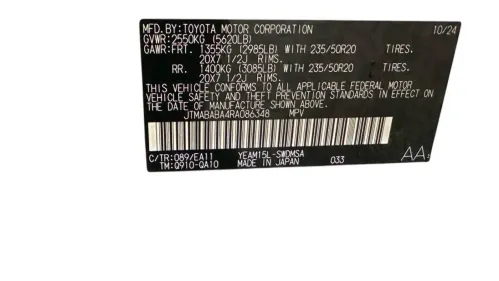 MFD. BY: TOYOTA MOTOR CORPORATION 10/24
GVWR: 2550KG (5620LB)
GAWR: FRT. 1355KG (2985LB) WITH 235/50R20 TIRES.
20X7 1/2J RIMS.
RR. 1400KG (3085LB) WITH 235/50R20 TIRES.
20X7 1/2J RIMS.
THIS VEHICLE CONFORMS TO ALL APPLICABLE FEDERAL MOTOR
VEHICLE SAFETY AND THEFT PREVENTION STANDARDS IN EFFECT ON
THE DATE OF MANUFACTURE SHOWN ABOVE.
JTMABABA4RA086348 MPV
C/TR: 089/EA11 YEAM15L-SWDMSA
TM: Q910-QA10 MADE IN JAPAN 033 AA